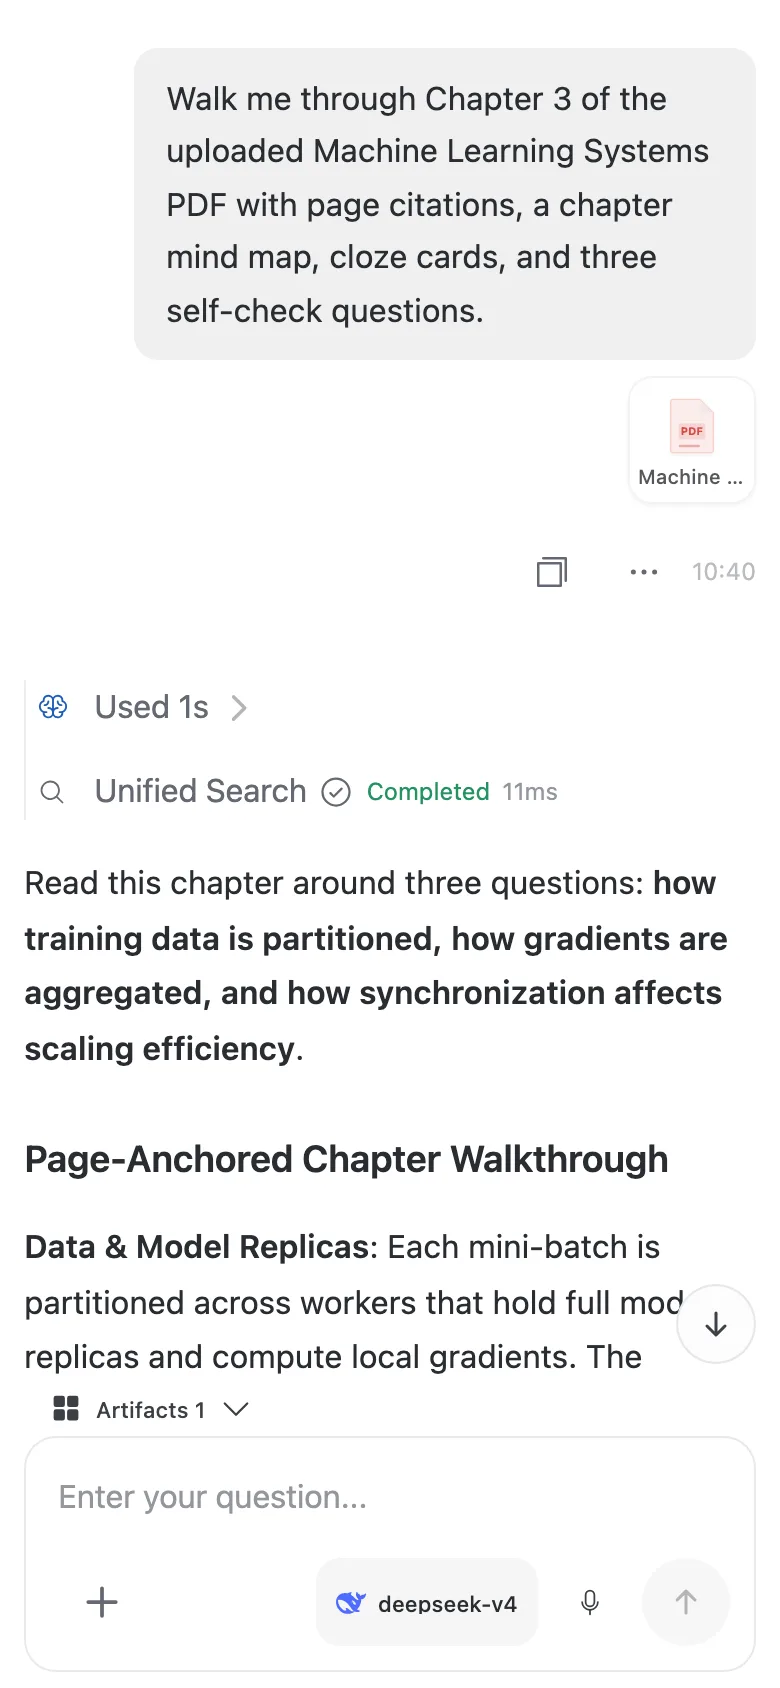 Walk me through Chapter 3 of the
uploaded Machine Learning Systems
PDF with page citations, a chapter
mind map, cloze cards, and three
self-check questions.
PDF
Machine ...
10:40
Used 1s
Unified Search Completed 11ms
Read this chapter around three questions: how
training data is partitioned, how gradients are
aggregated, and how synchronization affects
scaling efficiency.
Page-Anchored Chapter Walkthrough
Data & Model Replicas: Each mini-batch is
partitioned across workers that hold full mod
replicas and compute local gradients. The
Artifacts 1
Enter your question...
deepseek-v4